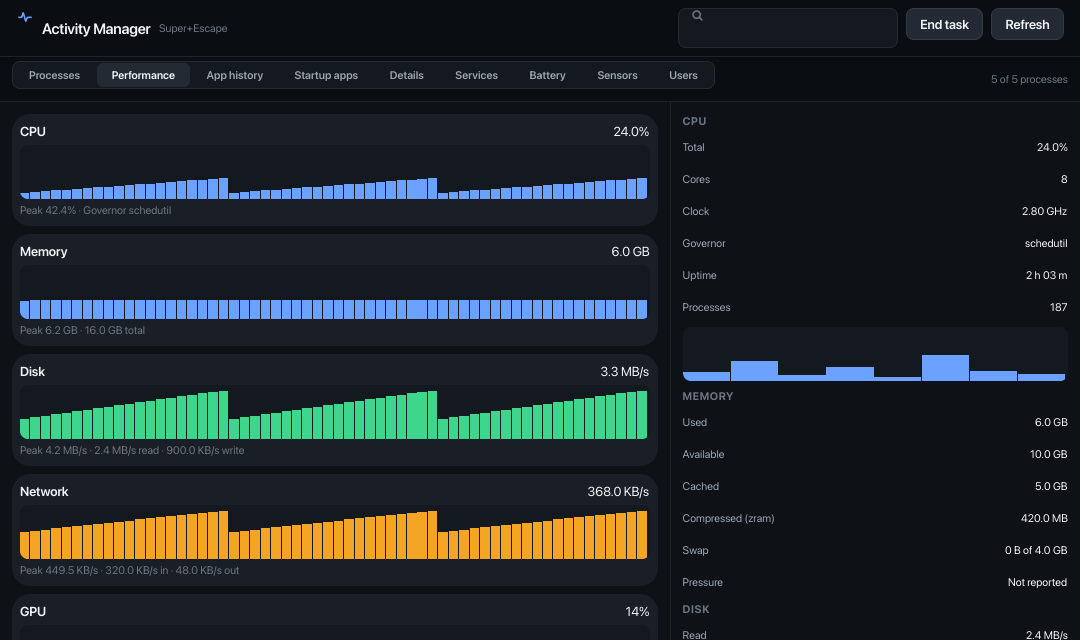 Activity Manager Super+Escape
End task
Refresh
Processes Performance App history Startup apps Details Services Battery Sensors Users
5 of 5 processes
CPU 24.0%
Peak 42.4% · Governor schedutil
Memory 6.0 GB
Peak 6.2 GB · 16.0 GB total
Disk 3.3 MB/s
Peak 4.2 MB/s · 2.4 MB/s read · 900.0 KB/s write
Network 368.0 KB/s
Peak 449.5 KB/s · 320.0 KB/s in · 48.0 KB/s out
GPU 14%
CPU
Total 24.0%
Cores 8
Clock 2.80 GHz
Governor schedutil
Uptime 2 h 03 m
Processes 187
MEMORY
Used 6.0 GB
Available 10.0 GB
Cached 5.0 GB
Compressed (zram) 420.0 MB
Swap 0 B of 4.0 GB
Pressure Not reported
DISK
Read 2.4 MB/s